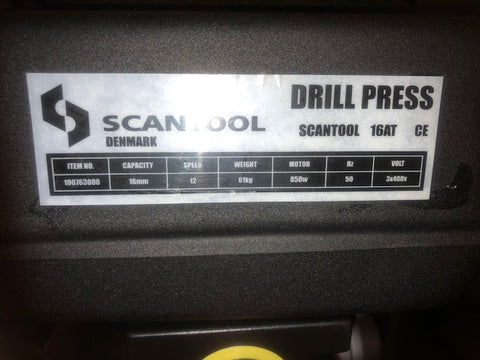 DRILL PRESS
SCANTOOL
DENMARK
SCANTOOL 16AT CE
ITEM NO. CAPACITY SPEED WEIGHT MOTOR Hz VOLT
100763000 16mm 12 61kg 850w 50 3x400v